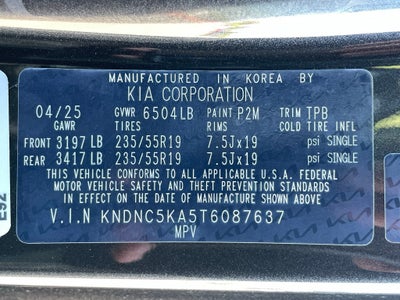 MANUFACTURED IN KOREA BY
KIA CORPORATION
04/25 GVWR 6504LB PAINT P2M TRIM TPB
GAWR TIRES RIMS COLD TIRE INFL
FRONT 3197 LB 235/55R19 7.5Jx19 psi SINGLE
REAR 3417 LB 235/55R19 7.5Jx19 psi SINGLE
THIS VEHICLE CONFORMS TO ALL APPLICABLE U.S.A. FEDERAL
MOTOR VEHICLE SAFETY AND THEFT PREVENTION STANDARDS
IN EFFECT ON THE DATE OF MANUFACTURE SHOWN ABOVE
V.I.N KNDNC5KA5T6087637
MPV
E92